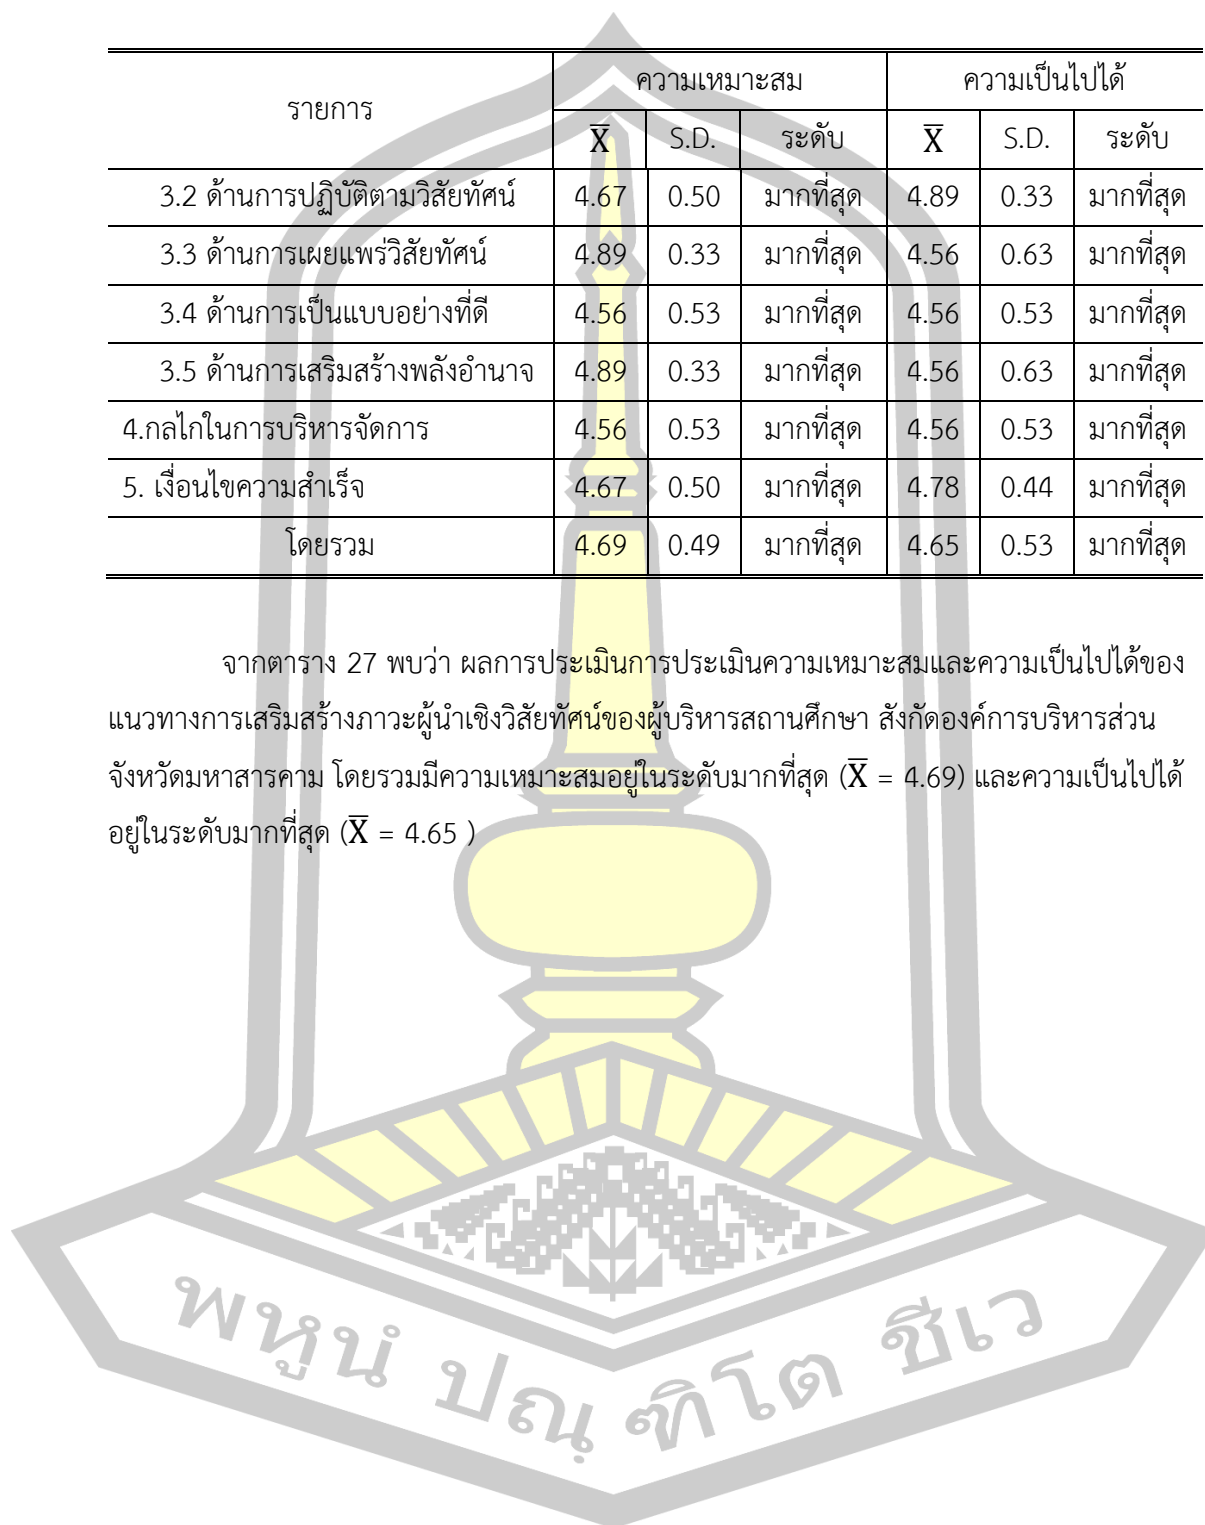 รายการ ความเหมาะสม ความเป็นไปได้
X̅ S.D. ระดับ X̅ S.D. ระดับ
3.2 ด้านการปฏิบัติตามวิสัยทัศน์ 4.67 0.50 มากที่สุด 4.89 0.33 มากที่สุด
3.3 ด้านการเผยแพร่วิสัยทัศน์ 4.89 0.33 มากที่สุด 4.56 0.63 มากที่สุด
3.4 ด้านการเป็นแบบอย่างที่ดี 4.56 0.53 มากที่สุด 4.56 0.53 มากที่สุด
3.5 ด้านการเสริมสร้างพลังอำนาจ 4.89 0.33 มากที่สุด 4.56 0.63 มากที่สุด
4.กลไกในการบริหารจัดการ 4.56 0.53 มากที่สุด 4.56 0.53 มากที่สุด
5. เงื่อนไขความสำเร็จ 4.67 0.50 มากที่สุด 4.78 0.44 มากที่สุด
โดยรวม 4.69 0.49 มากที่สุด 4.65 0.53 มากที่สุด
จากตาราง 27 พบว่า ผลการประเมินการประเมินความเหมาะสมและความเป็นไปได้ของ
แนวทางการเสริมสร้างภาวะผู้นำเชิงวิสัยทัศน์ของผู้บริหารสถานศึกษา สังกัดองค์การบริหารส่วน
จังหวัดมหาสารคาม โดยรวมมีความเหมาะสมอยู่ในระดับมากที่สุด (X̅ = 4.69) และความเป็นไปได้
อยู่ในระดับมากที่สุด (X̅ = 4.65 )
พหูนํ ปณฺ ฑิโต ชีเว